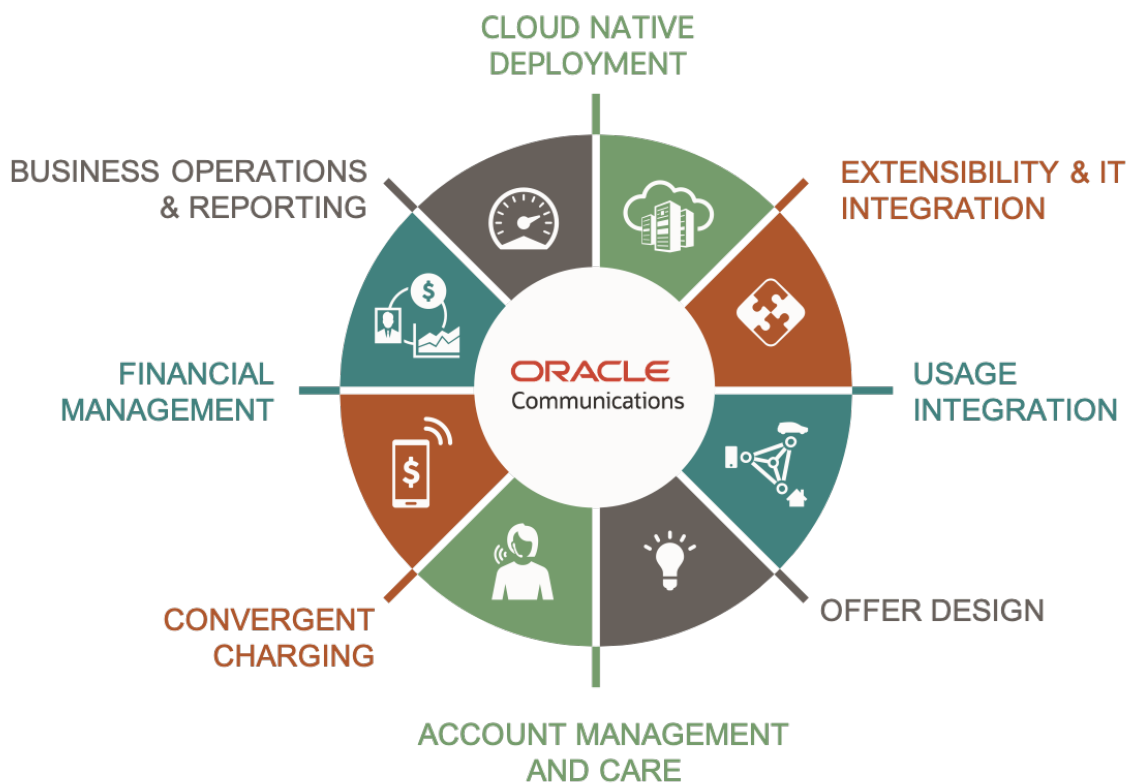 CLOUD NATIVE
DEPLOYMENT
BUSINESS OPERATIONS
& REPORTING
EXTENSIBILITY & IT
INTEGRATION
FINANCIAL
MANAGEMENT
ORACLE
Communications
USAGE
INTEGRATION
CONVERGENT
CHARGING
OFFER DESIGN
ACCOUNT MANAGEMENT
AND CARE